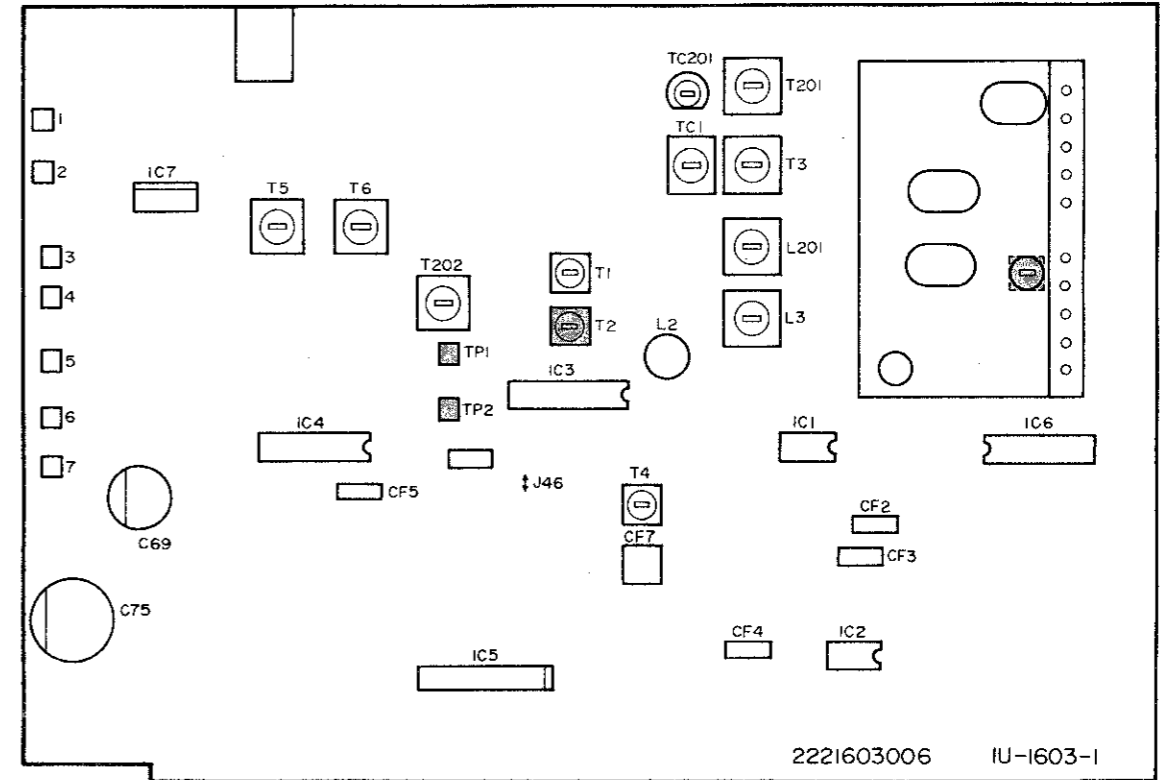 TC201
T201
1
TC1
T3
2
IC7
T5
T6
3
T202
T1
L201
4
T2
L2
L3
5
TP1
IC3
6
TP2
IC4
IC1
IC6
7
CF5
J46
T4
C69
CF7
CF2
CF3
C75
CF4
IC2
IC5
2221603006 1U-1603-1